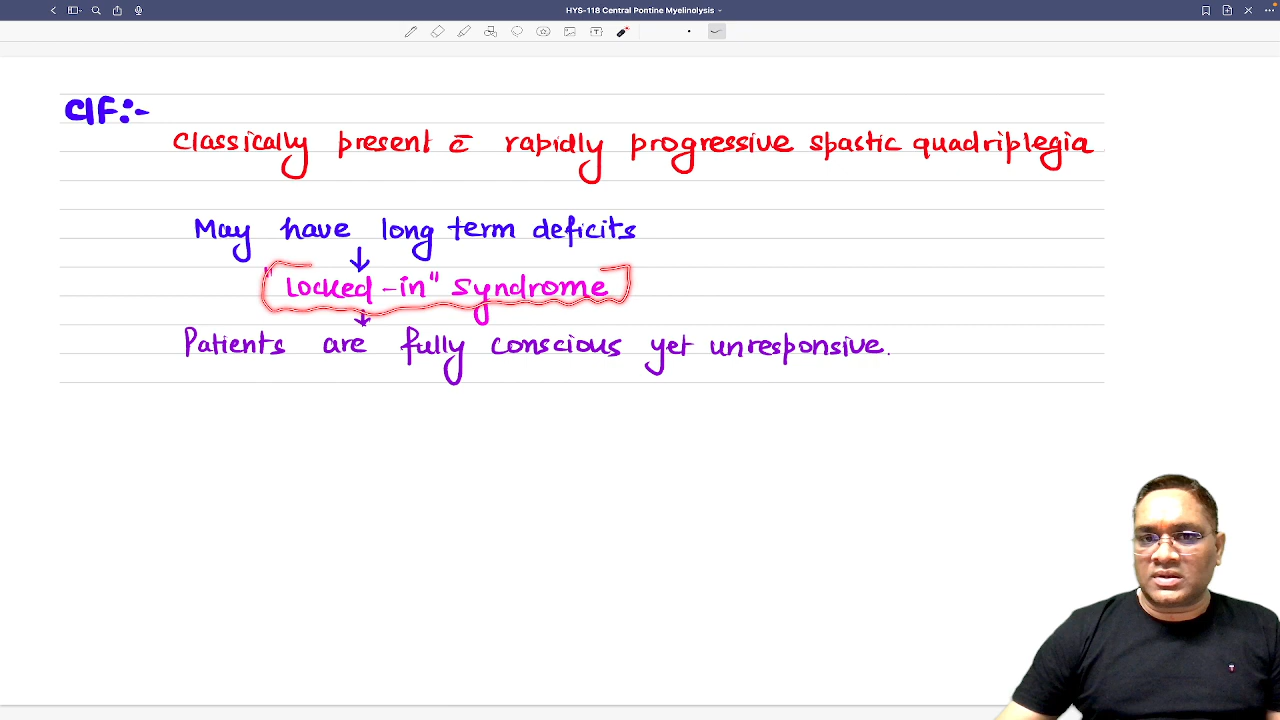 HYS-118 Central Pontine Myelinolysis
C/F:-
Classically present c̄ rapidly progressive spastic quadriplegia
May have long term deficits
↓
"Locked-in" Syndrome
↓
Patients are fully conscious yet unresponsive.